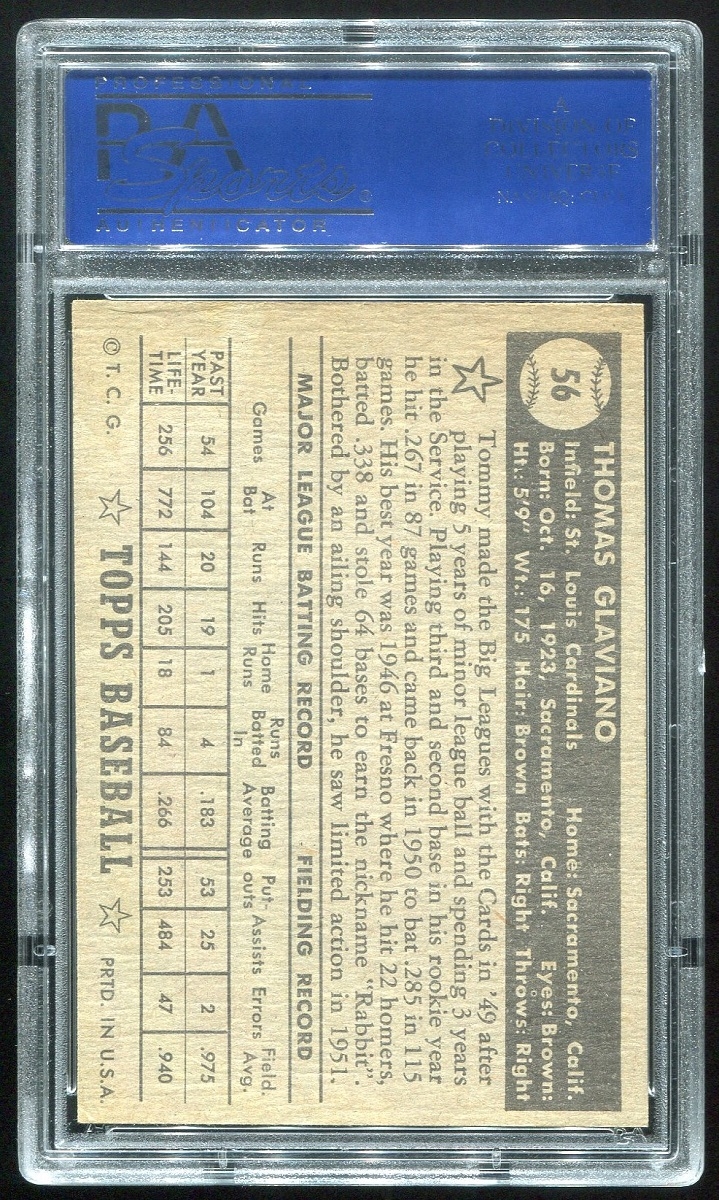 PROFESSIONAL
PSA
Sports®
AUTHENTICATOR
A
DIVISION OF
COLLECTORS
UNIVERSE
NASDAQ: CLCT
56
THOMAS GLAVIANO
Infield: St. Louis Cardinals Home: Sacramento, Calif.
Born: Oct. 16, 1923, Sacramento, Calif. Eyes: Brown:
Ht.: 5'9" Wt.: 175 Hair: Brown Bats: Right Throws: Right
Tommy made the Big Leagues with the Cards in '49 after
playing 5 years of minor league ball and spending 3 years
in the Service. Playing third and second base in his rookie year
he hit .267 in 87 games and came back in 1950 to bat .285 in 115
games. His best year was 1946 at Fresno where he hit 22 homers,
batted .338 and stole 64 bases to earn the nickname "Rabbit".
Bothered by an ailing shoulder, he saw limited action in 1951.
MAJOR LEAGUE BATTING RECORD FIELDING RECORD
Games At Bat Runs Hits Home Runs Runs Batted In Batting Average Put-outs Assists Errors Field. Avg.
PAST YEAR 54 104 20 19 1 4 .183 53 25 2 .975
LIFE-TIME 256 772 144 205 18 84 .266 253 484 47 .940
© T. C. G. ☆ TOPPS BASEBALL ☆ PRTD. IN U.S.A.